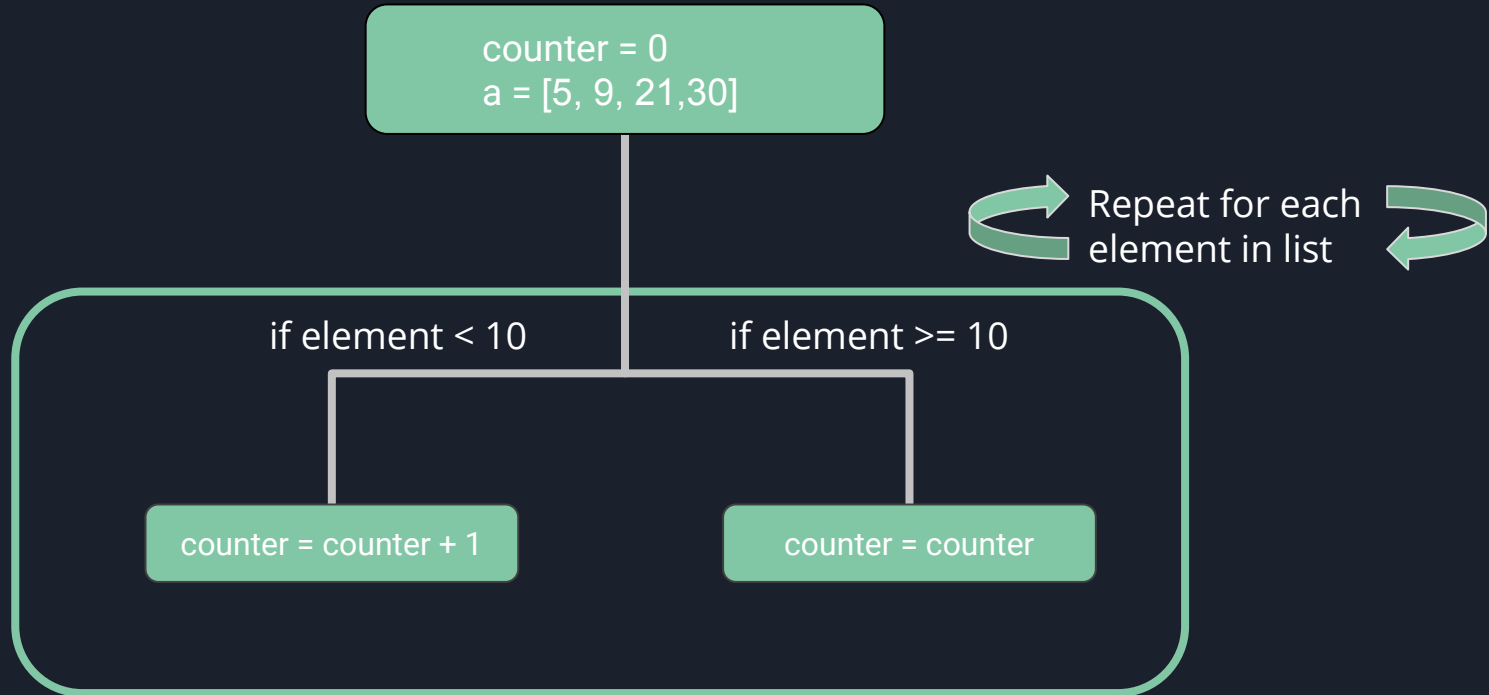 counter = 0
a = [5, 9, 21,30]
Repeat for each
element in list
if element < 10
if element >= 10
counter = counter + 1
counter = counter